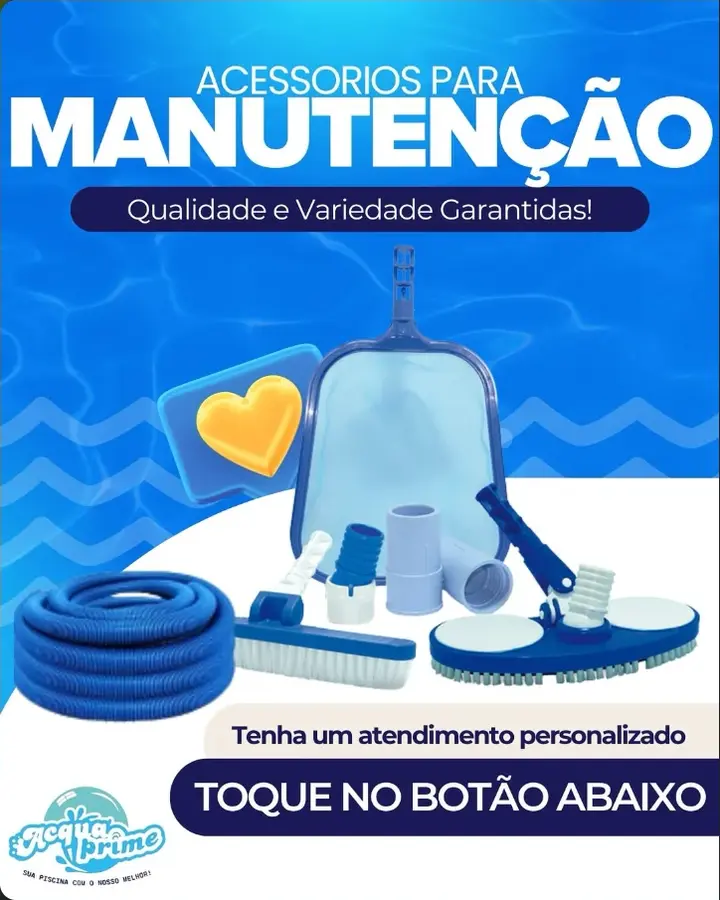 ACESSORIOS PARA
MANUTENÇÃO
Qualidade e Variedade Garantidas!
Tenha um atendimento personalizado
TOQUE NO BOTÃO ABAIXO
Acqua
prime
SUA PISCINA COM O NOSSO MELHOR!